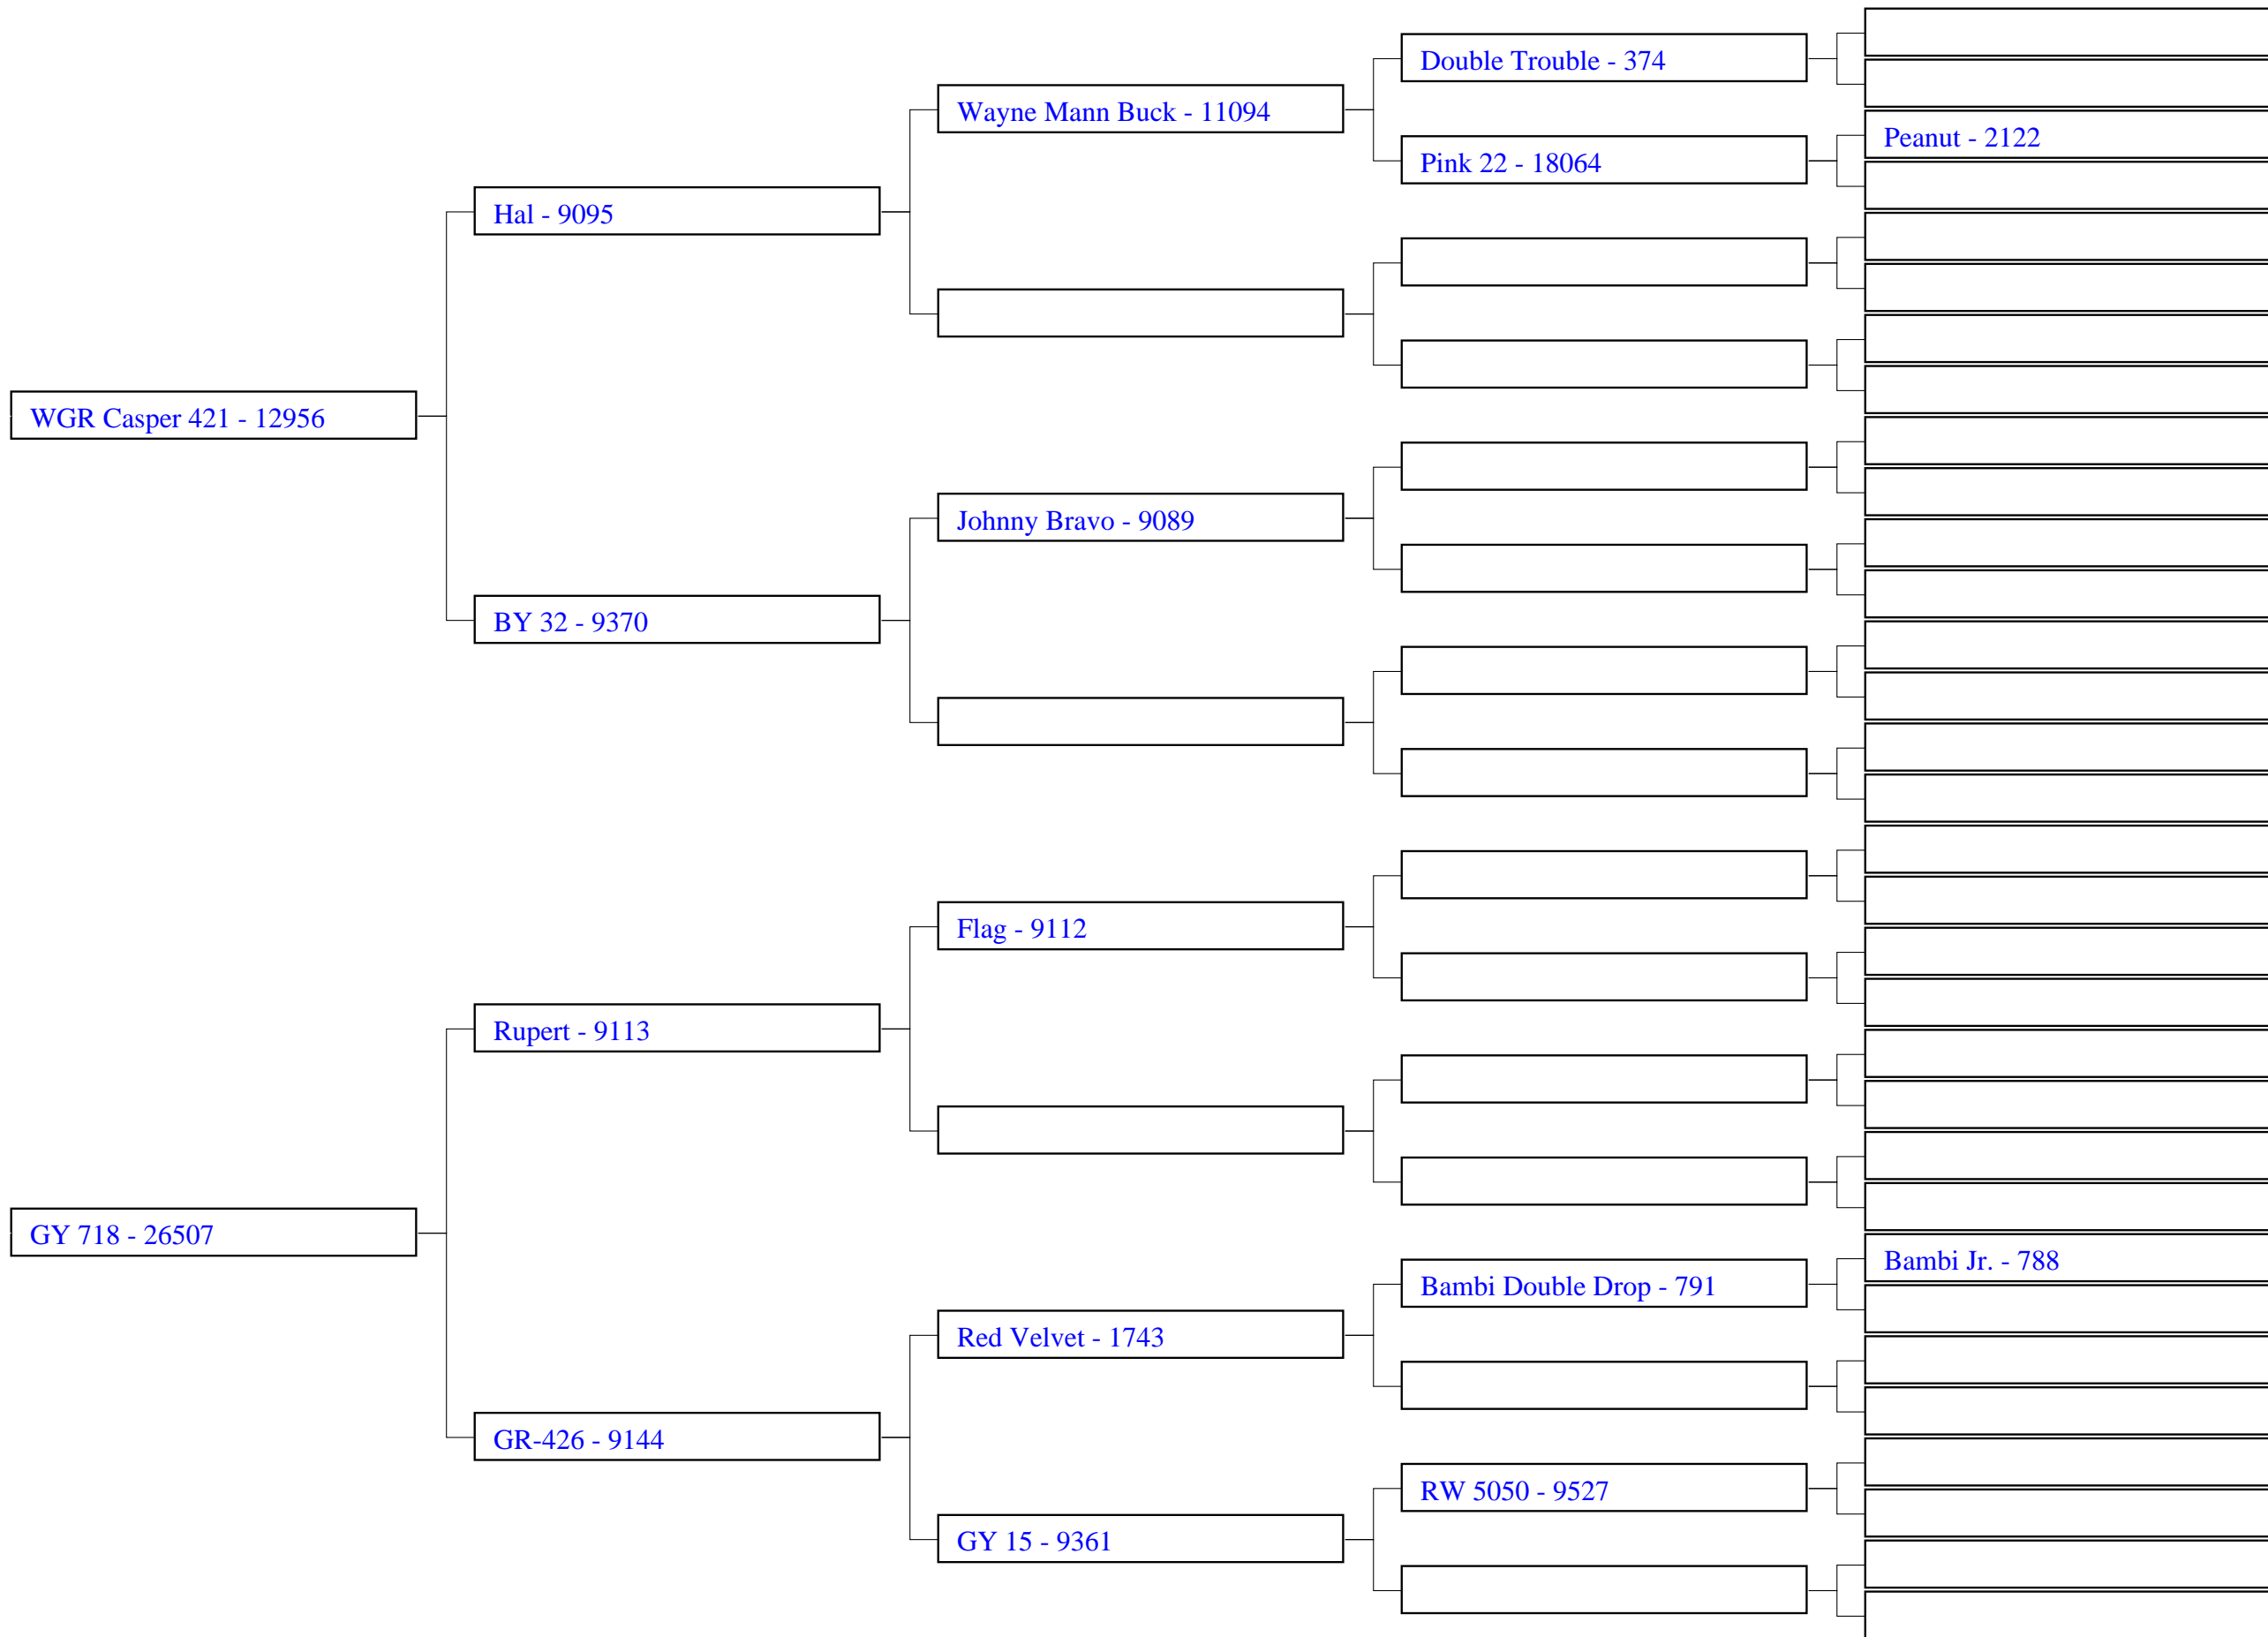 Double Trouble - 374
Wayne Mann Buck - 11094
Peanut - 2122
Pink 22 - 18064
Hal - 9095
WGR Casper 421 - 12956
Johnny Bravo - 9089
BY 32 - 9370
Flag - 9112
Rupert - 9113
GY 718 - 26507
Bambi Jr. - 788
Bambi Double Drop - 791
Red Velvet - 1743
GR-426 - 9144
RW 5050 - 9527
GY 15 - 9361